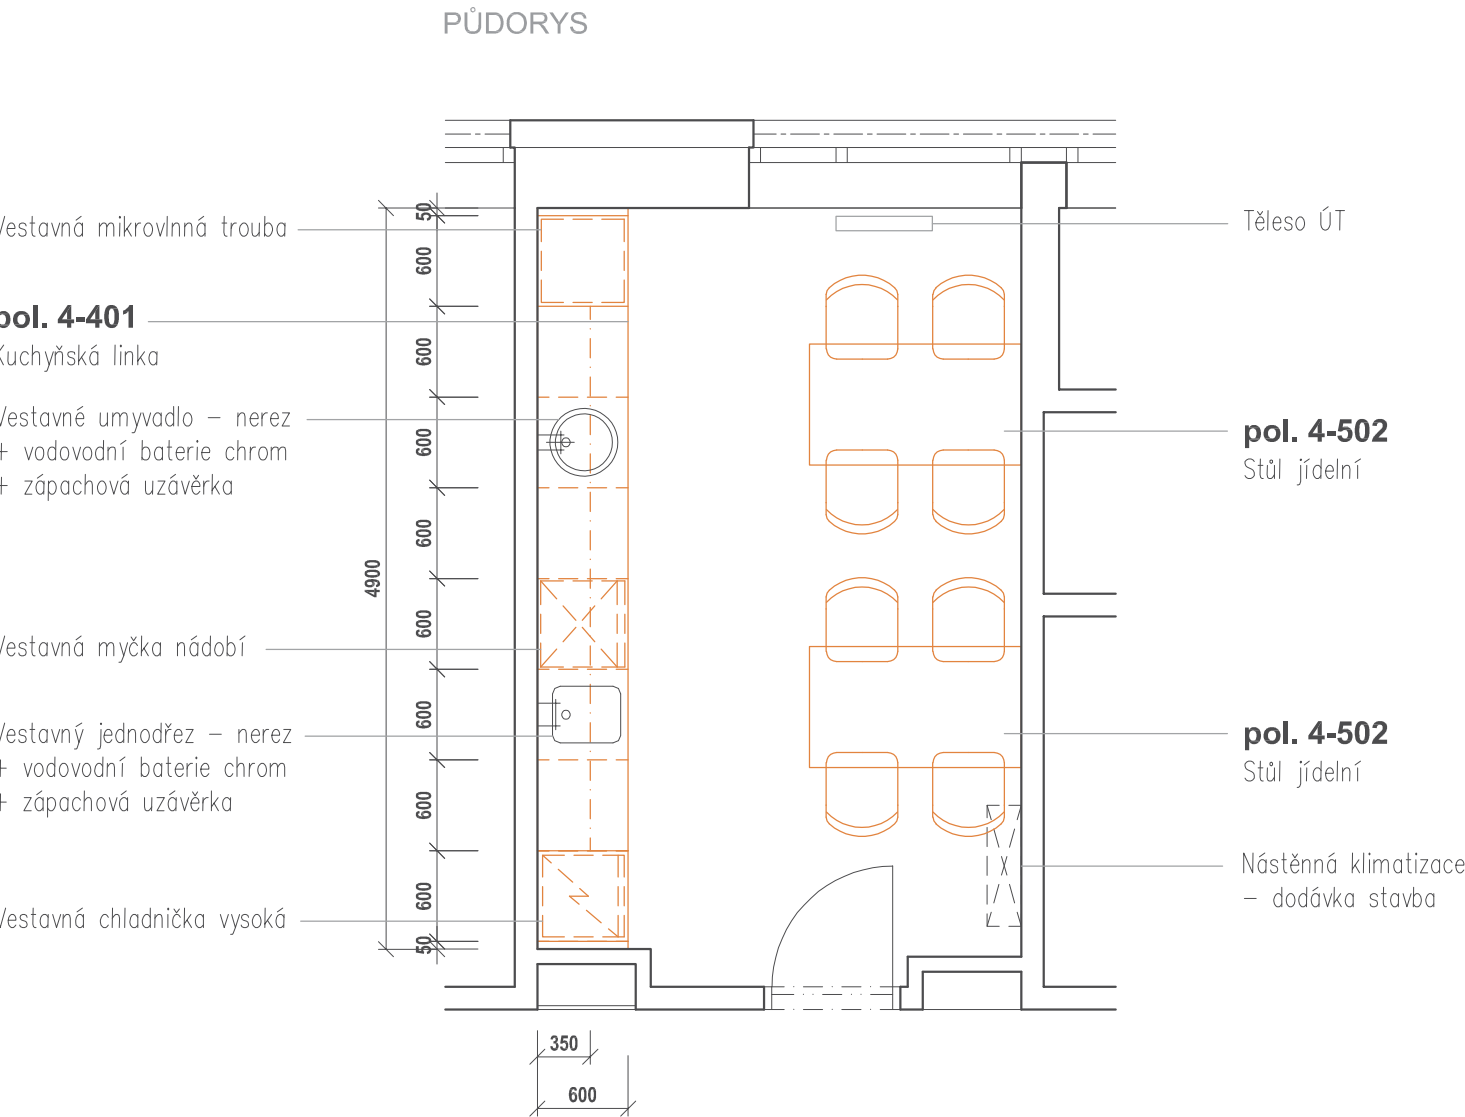 PŮDORYS
Vestavná mikrovlnná trouba
pol. 4-401
Kuchyňská linka
Vestavné umyvadlo – nerez
+ vodovodní baterie chrom
+ zápachová uzávěrka
Vestavná myčka nádobí
Vestavný jednodřez – nerez
+ vodovodní baterie chrom
+ zápachová uzávěrka
Vestavná chladnička vysoká
4900
50
600
600
600
600
600
600
600
600
50
350
600
Těleso ÚT
pol. 4-502
Stůl jídelní
pol. 4-502
Stůl jídelní
Nástěnná klimatizace
– dodávka stavba